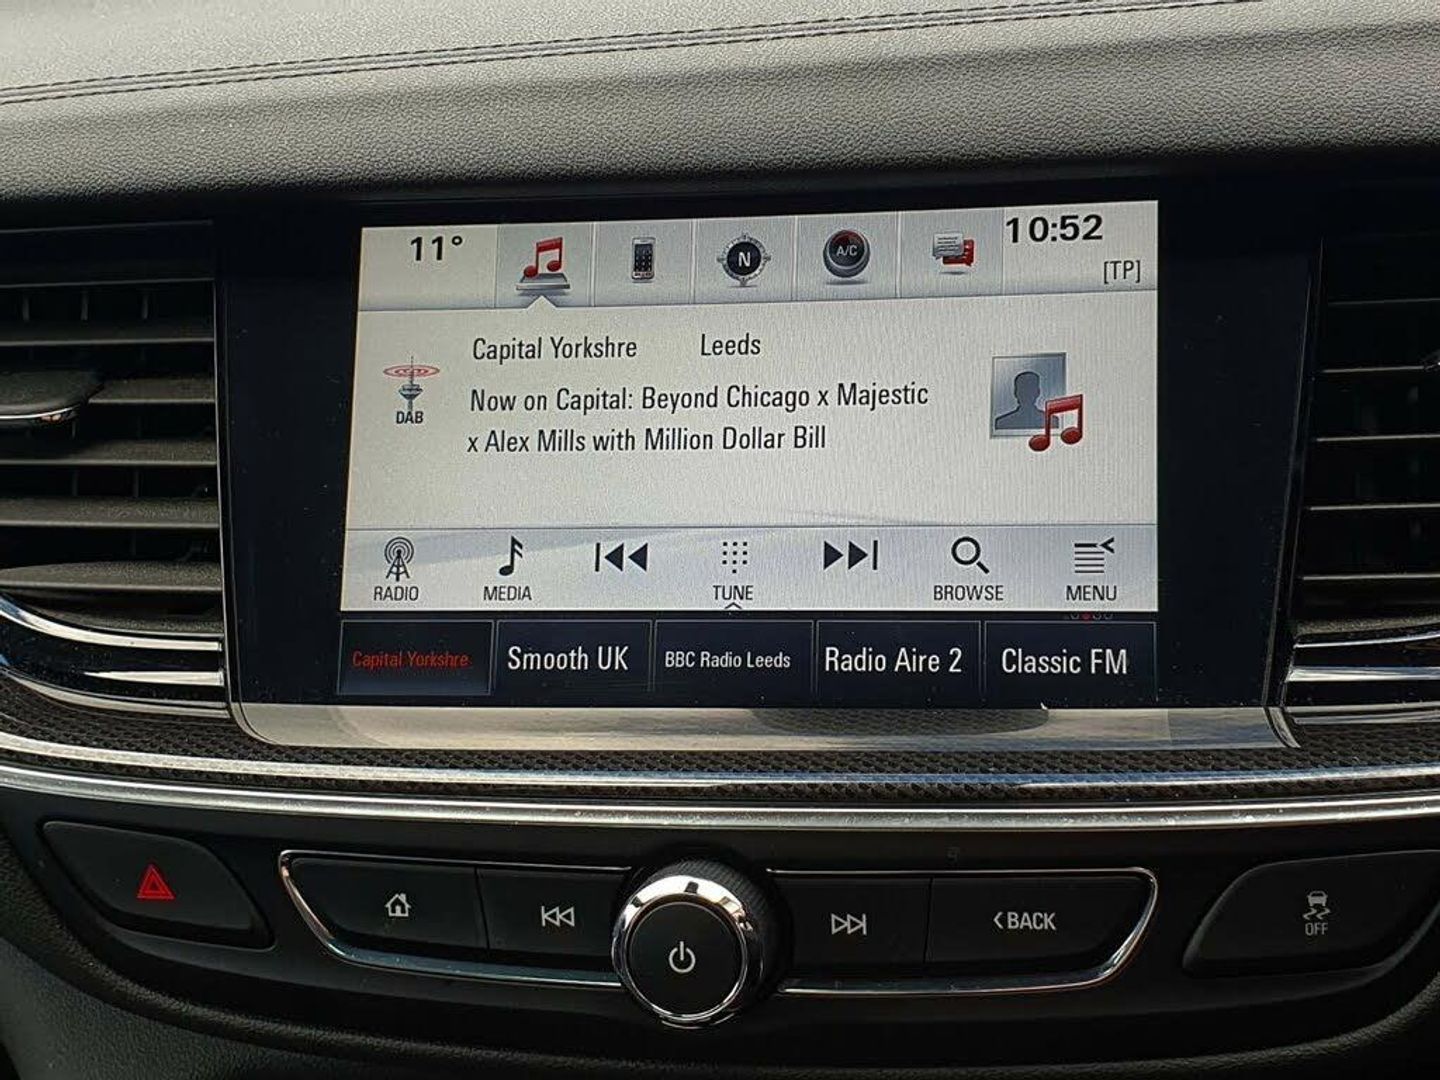 11°
N
A/C
10:52
[TP]
Capital Yorkshre Leeds
DAB
Now on Capital: Beyond Chicago x Majestic
x Alex Mills with Million Dollar Bill
RADIO MEDIA TUNE BROWSE MENU
Capital Yorkshre Smooth UK BBC Radio Leeds Radio Aire 2 Classic FM
BACK
OFF